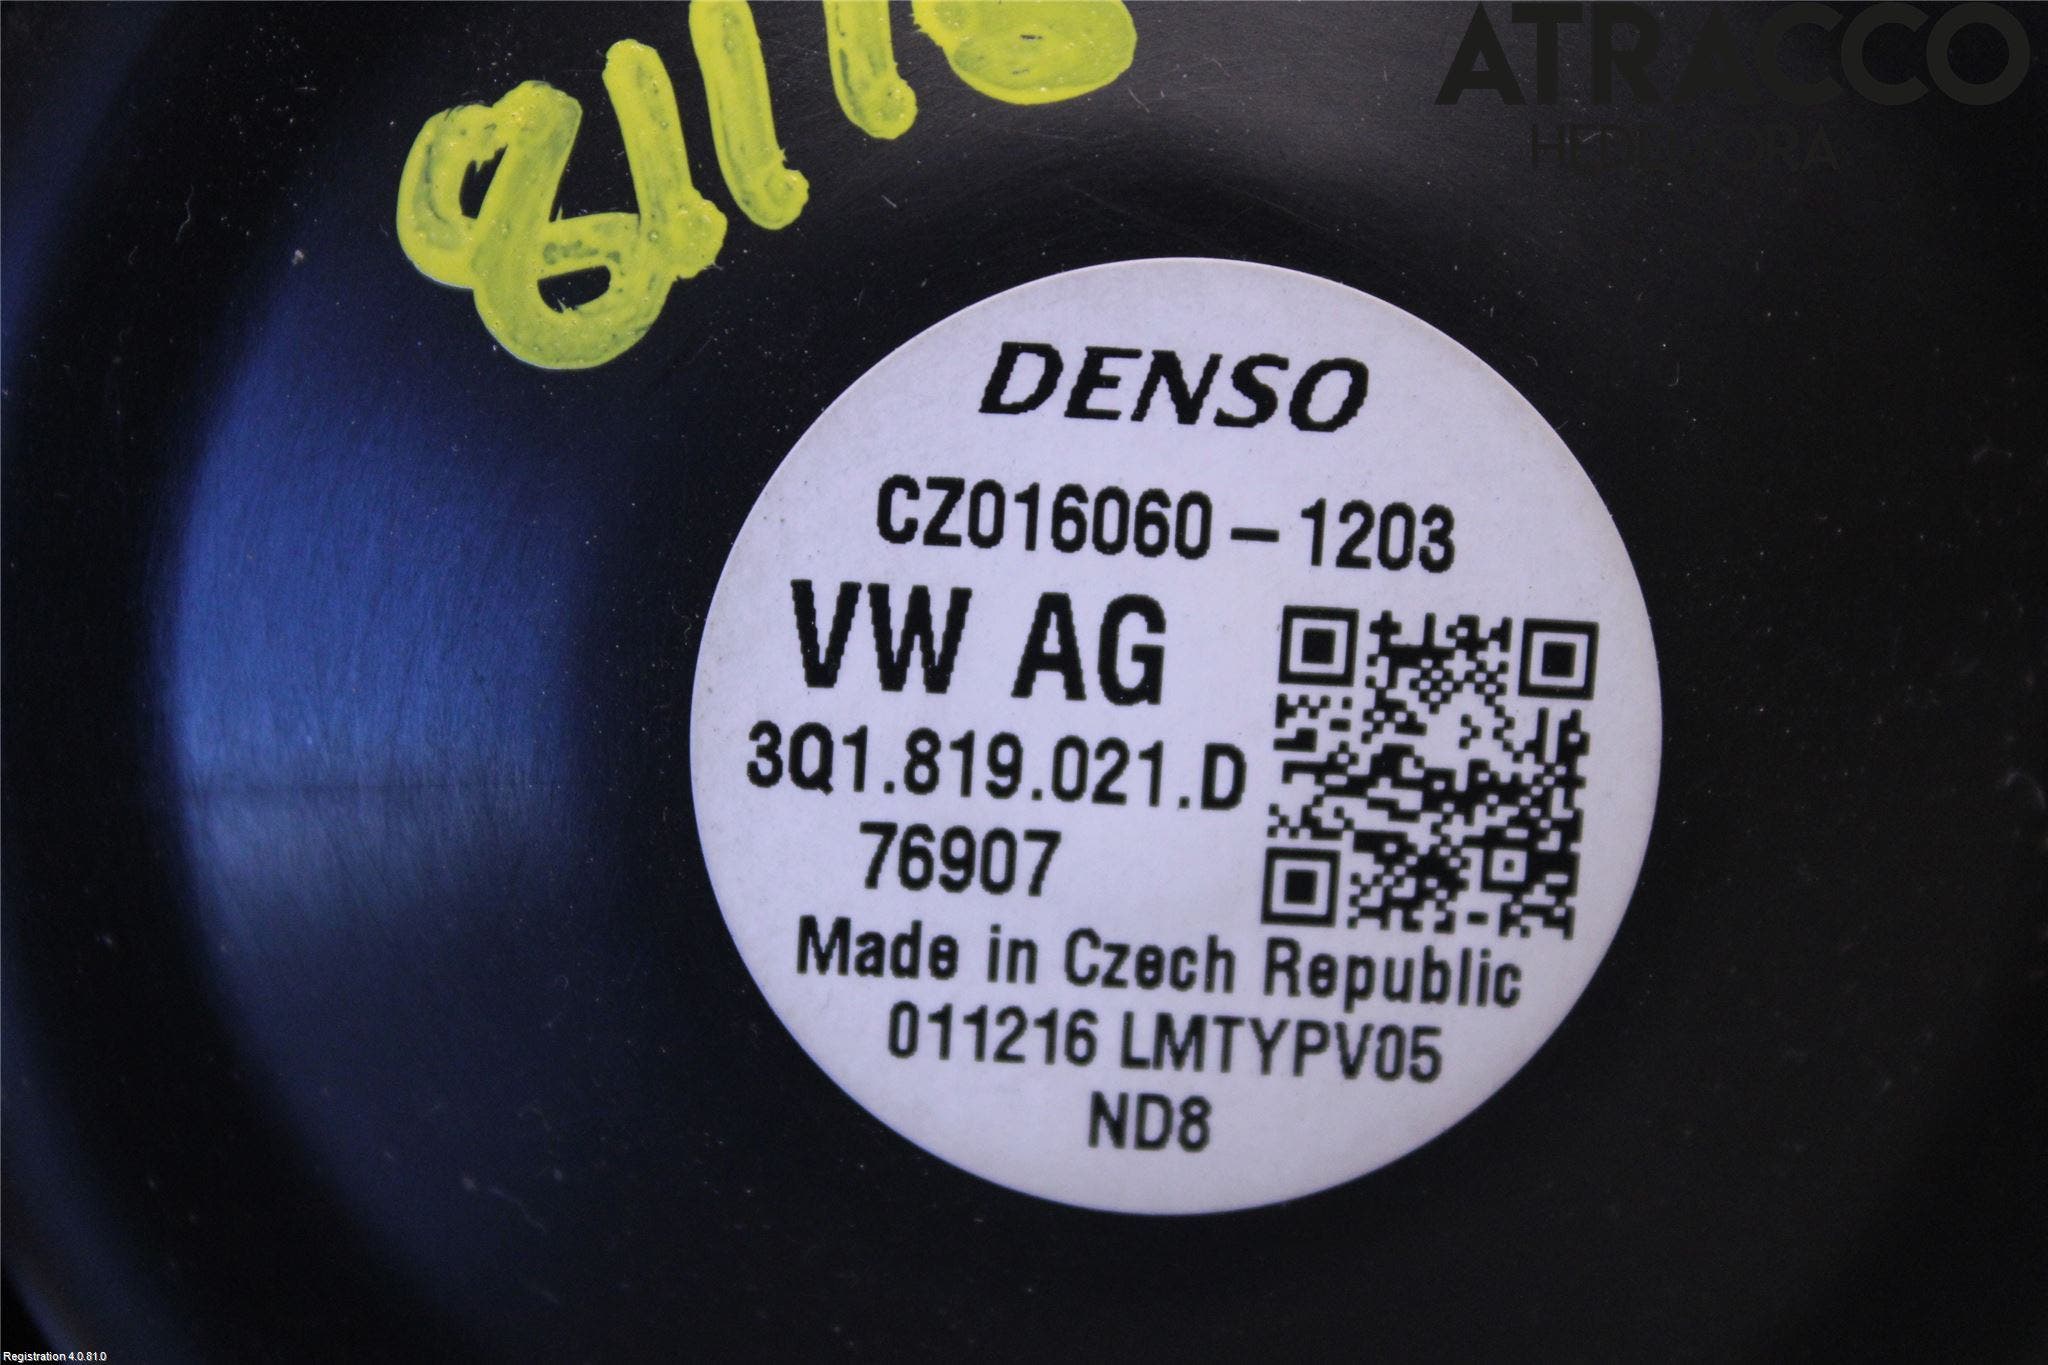 ATRACCO
HEDEMORA
DENSO
CZ016060-1203
VW AG
3Q1.819.021.D
76907
Made in Czech Republic
011216 LMTYPV05
ND8
Registration 4.0.81.0